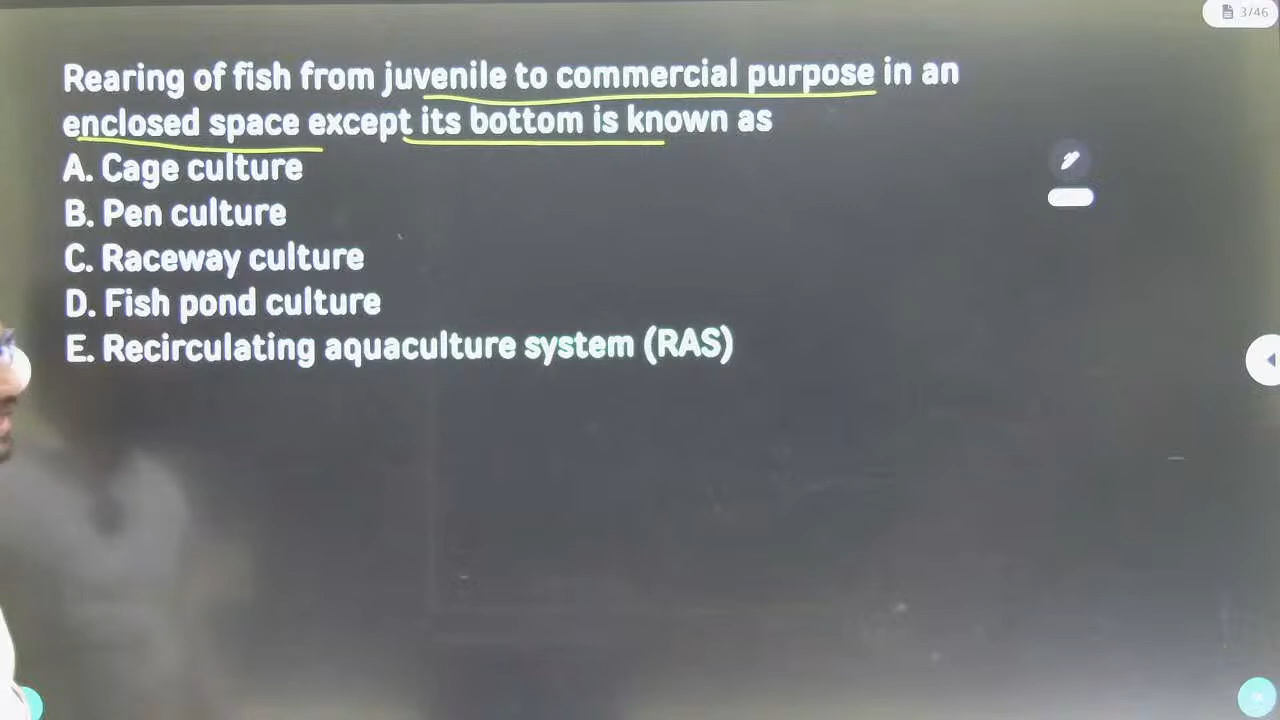 3/46
Rearing of fish from juvenile to commercial purpose in an
enclosed space except its bottom is known as
A. Cage culture
B. Pen culture
C. Raceway culture
D. Fish pond culture
E. Recirculating aquaculture system (RAS)